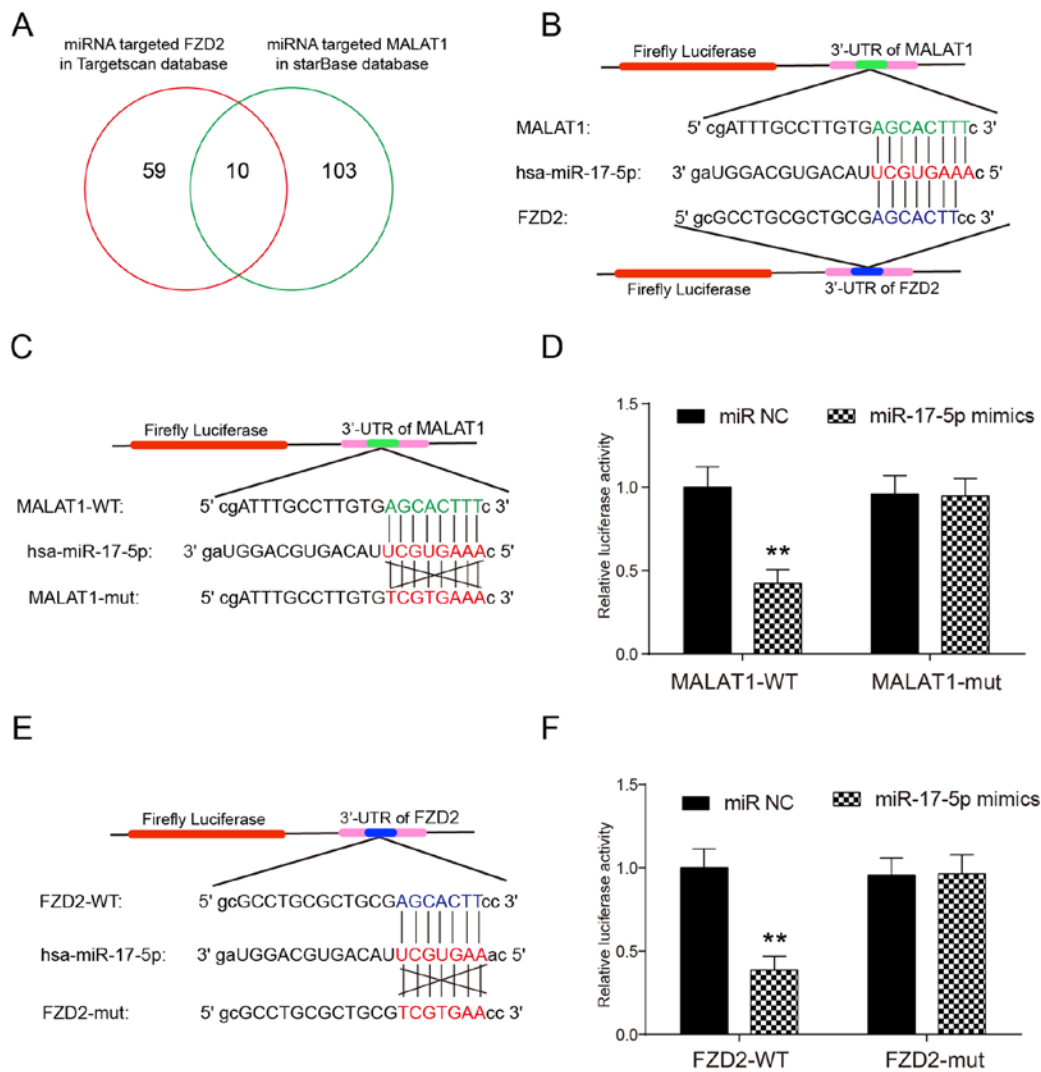 A
miRNA targeted FZD2
in Targetscan database
miRNA targeted MALAT1
in starBase database
59
10
103
B
Firefly Luciferase
3'-UTR of MALAT1
MALAT1: 5' cgATTTGCCTTGTGAGCACTTTc 3'
hsa-miR-17-5p: 3' gaUGGACGUGACAUUCGUGAAAc 5'
FZD2: 5' gcGCCTGCGCTGCGAGCACTTcc 3'
Firefly Luciferase
3'-UTR of FZD2
C
Firefly Luciferase
3'-UTR of MALAT1
MALAT1-WT: 5' cgATTTGCCTTGTGAGCACTTTc 3'
hsa-miR-17-5p: 3' gaUGGACGUGACAUUCGUGAAAc 5'
MALAT1-mut: 5' cgATTTGCCTTGTGTCGTGAAAc 3'
D
Relative luciferase activity
1.5
1.0
0.5
0.0
miR NC
miR-17-5p mimics
**
MALAT1-WT
MALAT1-mut
E
Firefly Luciferase
3'-UTR of FZD2
FZD2-WT: 5' gcGCCTGCGCTGCGAGCACTTcc 3'
hsa-miR-17-5p: 3' gaUGGACGUGACAUUCGUGAAac 5'
FZD2-mut: 5' gcGCCTGCGCTGCGTCGTGAAcc 3'
F
Relative luciferase activity
1.5
1.0
0.5
0.0
miR NC
miR-17-5p mimics
**
FZD2-WT
FZD2-mut